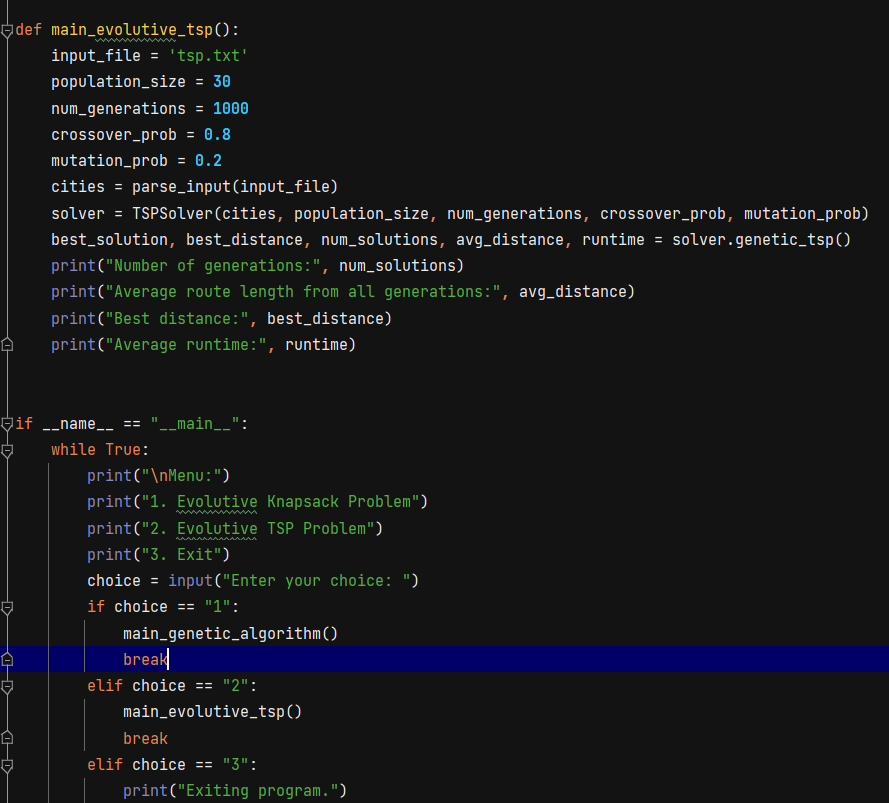 def main_evolutive_tsp():
    input_file = 'tsp.txt'
    population_size = 30
    num_generations = 1000
    crossover_prob = 0.8
    mutation_prob = 0.2
    cities = parse_input(input_file)
    solver = TSPSolver(cities, population_size, num_generations, crossover_prob, mutation_prob)
    best_solution, best_distance, num_solutions, avg_distance, runtime = solver.genetic_tsp()
    print("Number of generations:", num_solutions)
    print("Average route length from all generations:", avg_distance)
    print("Best distance:", best_distance)
    print("Average runtime:", runtime)
if __name__ == "__main__":
    while True:
        print("\nMenu:")
        print("1. Evolutive Knapsack Problem")
        print("2. Evolutive TSP Problem")
        print("3. Exit")
        choice = input("Enter your choice: ")
        if choice == "1":
            main_genetic_algorithm()
            break
        elif choice == "2":
            main_evolutive_tsp()
            break
        elif choice == "3":
            print("Exiting program.")